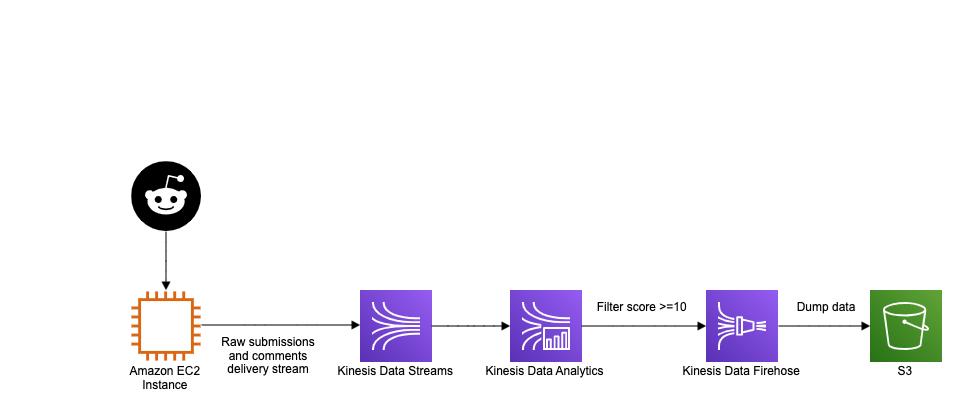 Filter score >=10
Dump data
Raw submissions
and comments
delivery stream
Amazon EC2
Instance
Kinesis Data Streams
Kinesis Data Analytics
Kinesis Data Firehose
S3